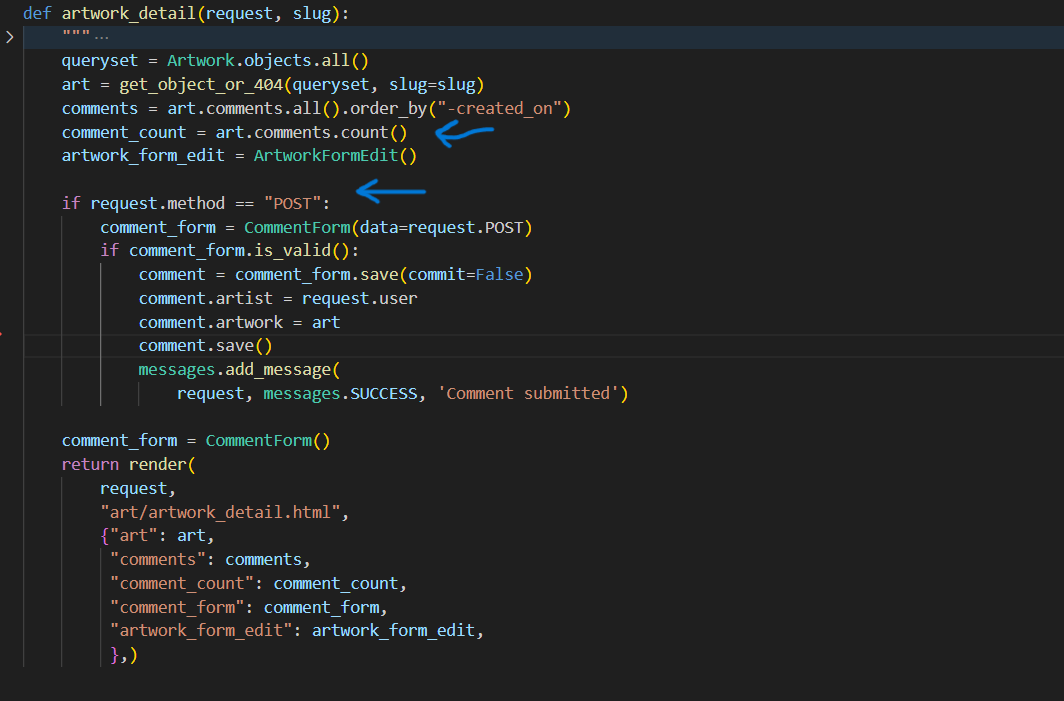 def artwork_detail(request, slug):
    """ ...
    queryset = Artwork.objects.all()
    art = get_object_or_404(queryset, slug=slug)
    comments = art.comments.all().order_by("-created_on")
    comment_count = art.comments.count()
    artwork_form_edit = ArtworkFormEdit()
    if request.method == "POST":
        comment_form = CommentForm(data=request.POST)
        if comment_form.is_valid():
            comment = comment_form.save(commit=False)
            comment.artist = request.user
            comment.artwork = art
            comment.save()
            messages.add_message(
                request, messages.SUCCESS, 'Comment submitted')
    comment_form = CommentForm()
    return render(
        request,
        "art/artwork_detail.html",
        {"art": art,
         "comments": comments,
         "comment_count": comment_count,
         "comment_form": comment_form,
         "artwork_form_edit": artwork_form_edit,
         },)